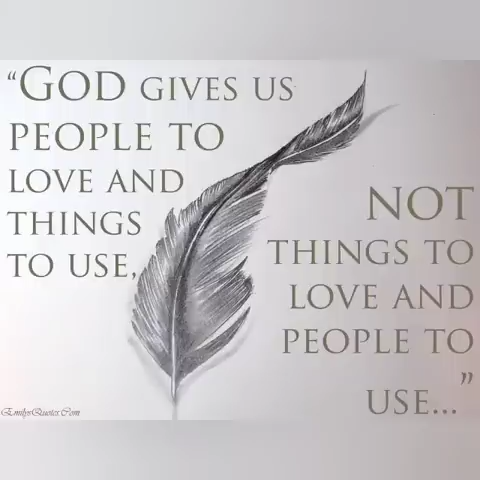 “GOD GIVES US
PEOPLE TO
LOVE AND
THINGS
TO USE,
NOT
THINGS TO
LOVE AND
PEOPLE TO
USE...”
EmilysQuotes.Com